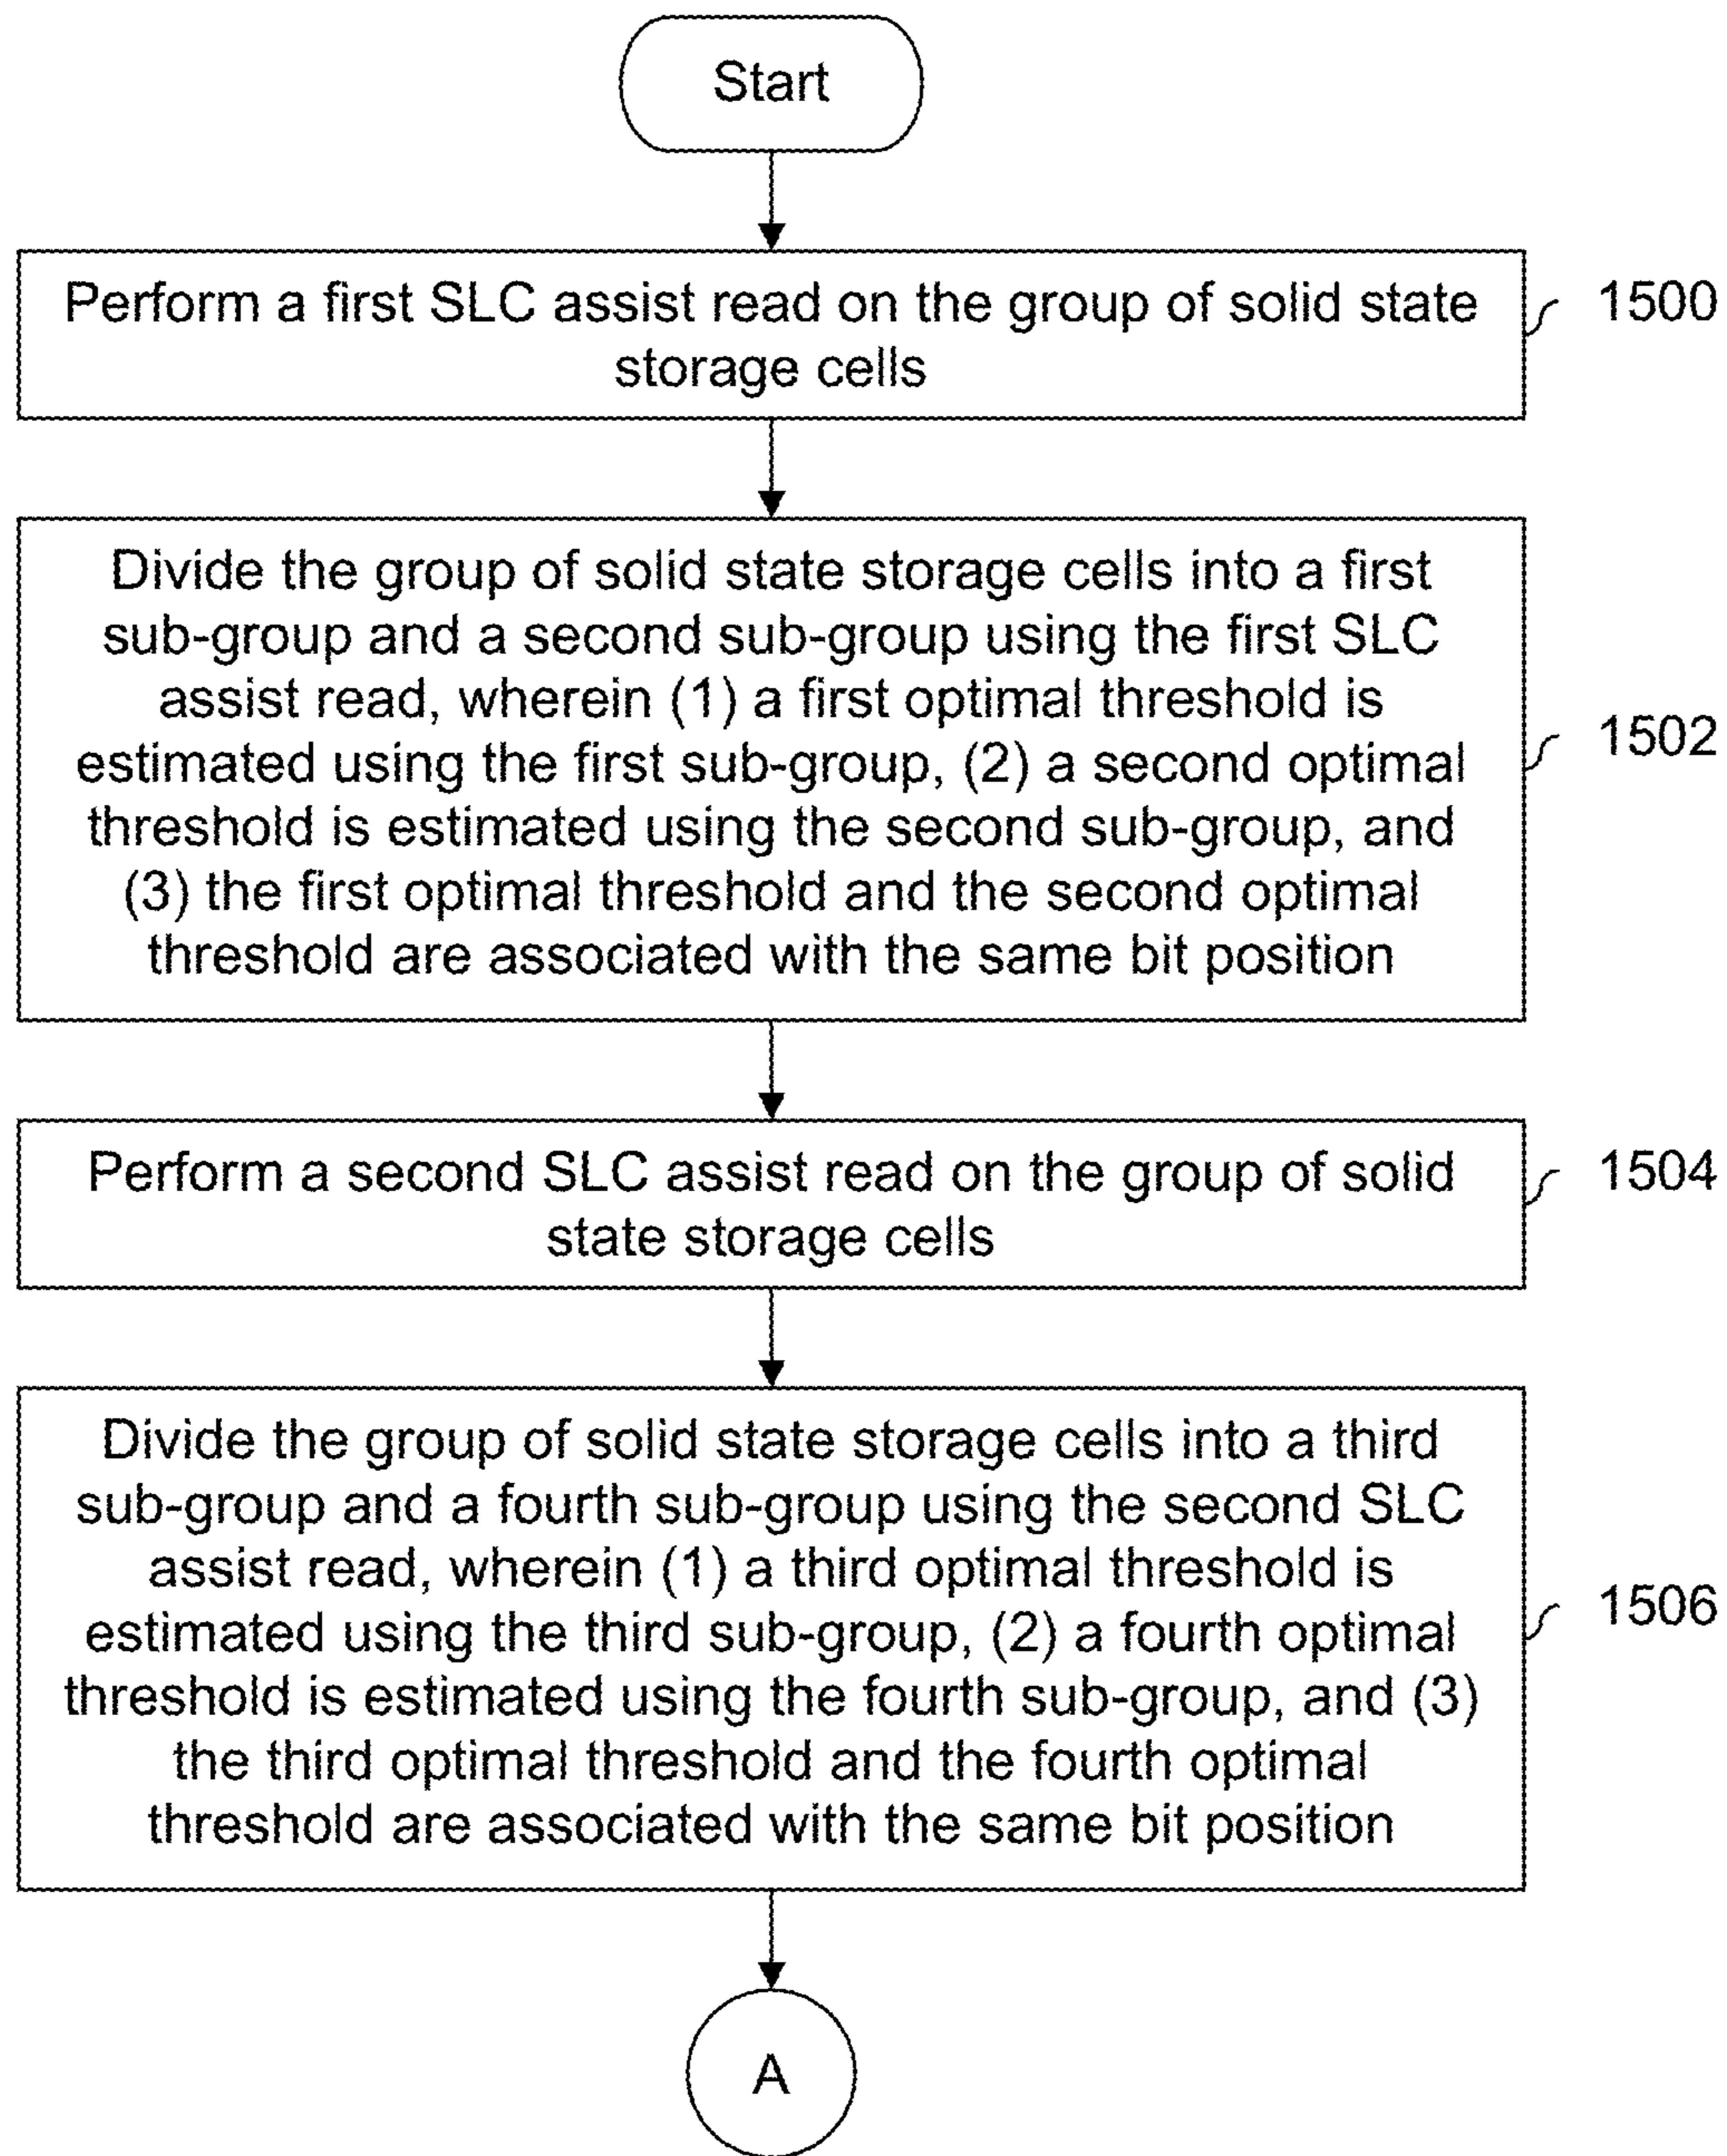 Start
Perform a first SLC assist read on the group of solid state
storage cells
1500
Divide the group of solid state storage cells into a first
sub-group and a second sub-group using the first SLC
assist read, wherein (1) a first optimal threshold is
estimated using the first sub-group, (2) a second optimal
threshold is estimated using the second sub-group, and
(3) the first optimal threshold and the second optimal
threshold are associated with the same bit position
1502
Perform a second SLC assist read on the group of solid
state storage cells
1504
Divide the group of solid state storage cells into a third
sub-group and a fourth sub-group using the second SLC
assist read, wherein (1) a third optimal threshold is
estimated using the third sub-group, (2) a fourth optimal
threshold is estimated using the fourth sub-group, and (3)
the third optimal threshold and the fourth optimal
threshold are associated with the same bit position
1506
A